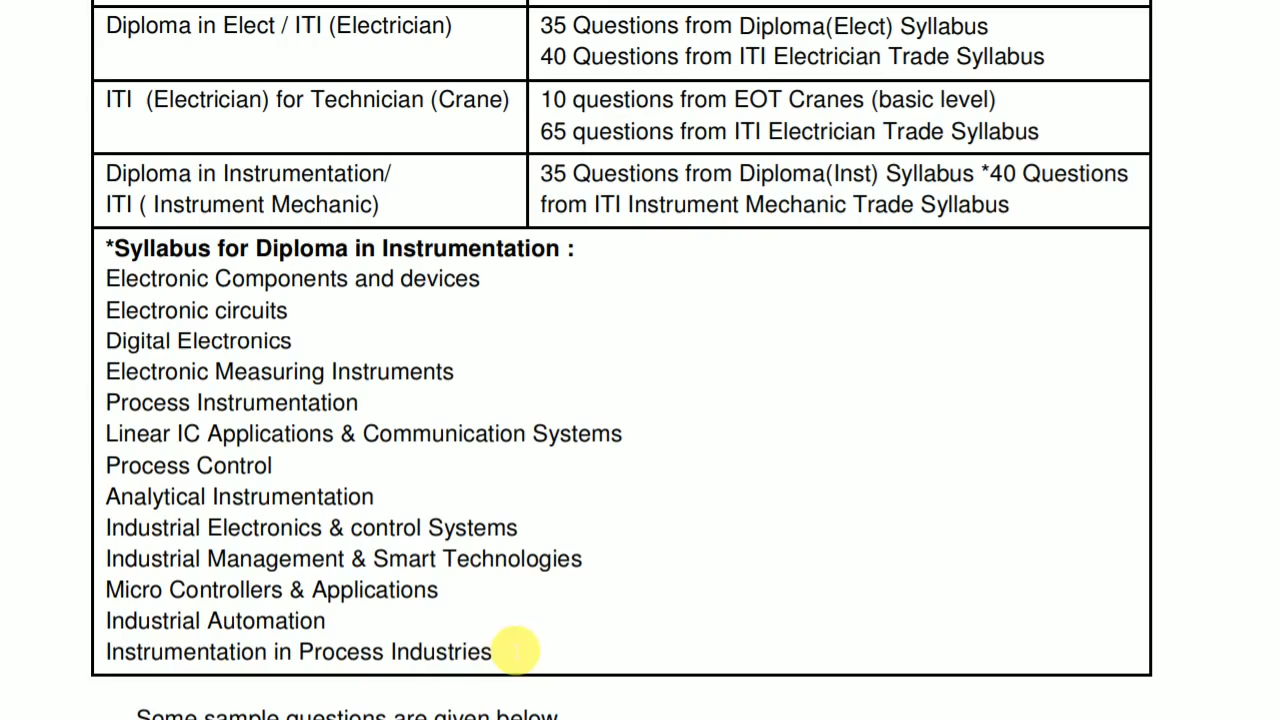 Diploma in Elect / ITI (Electrician)
35 Questions from Diploma(Elect) Syllabus
40 Questions from ITI Electrician Trade Syllabus
ITI (Electrician) for Technician (Crane)
10 questions from EOT Cranes (basic level)
65 questions from ITI Electrician Trade Syllabus
Diploma in Instrumentation/
ITI ( Instrument Mechanic)
35 Questions from Diploma(Inst) Syllabus *40 Questions
from ITI Instrument Mechanic Trade Syllabus
*Syllabus for Diploma in Instrumentation :
Electronic Components and devices
Electronic circuits
Digital Electronics
Electronic Measuring Instruments
Process Instrumentation
Linear IC Applications & Communication Systems
Process Control
Analytical Instrumentation
Industrial Electronics & control Systems
Industrial Management & Smart Technologies
Micro Controllers & Applications
Industrial Automation
Instrumentation in Process Industries
Some sample questions are given below